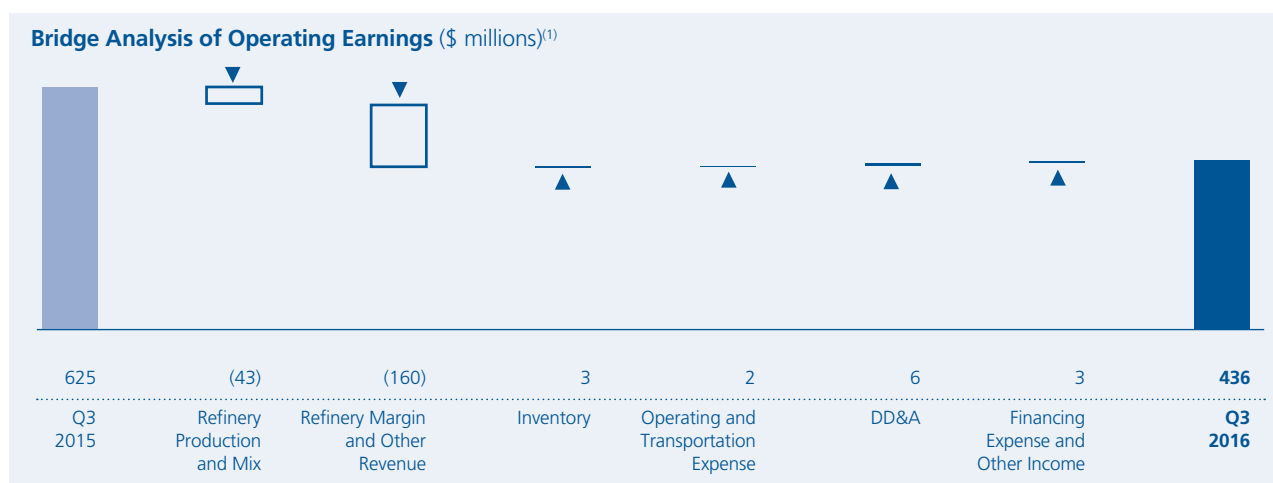 Bridge Analysis of Operating Earnings ($ millions)(1)
625 (43) (160) 3 2 6 3 436
Q3 Refinery Refinery Margin Inventory Operating and DD&A Financing Q3
2015 Production and Other Transportation Expense and 2016
and Mix Revenue Expense Other Income